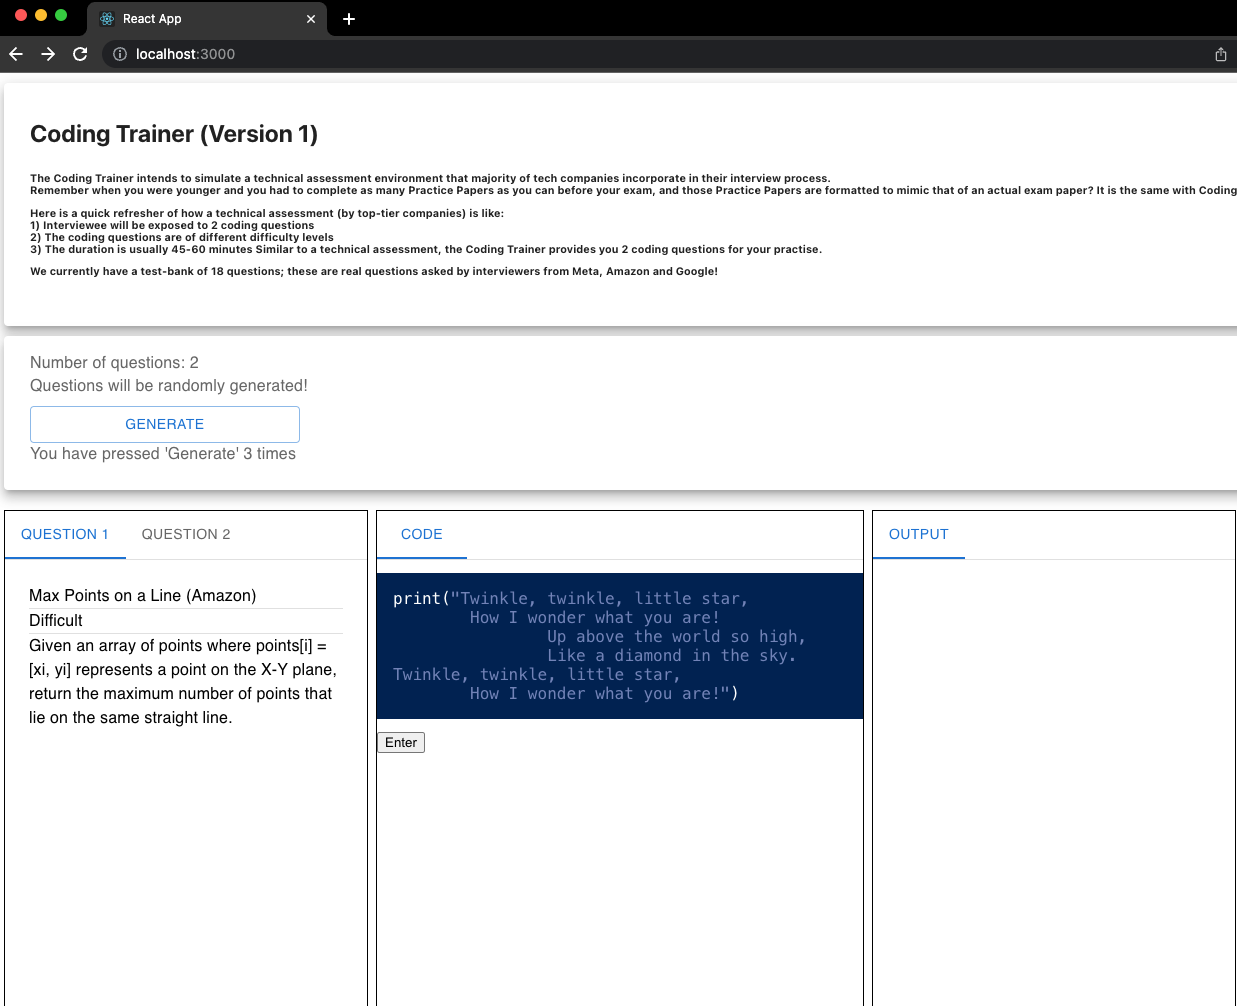 React App
localhost:3000
Coding Trainer (Version 1)
The Coding Trainer intends to simulate a technical assessment environment that majority of tech companies incorporate in their interview process.
Remember when you were younger and you had to complete as many Practice Papers as you can before your exam, and those Practice Papers are formatted to mimic that of an actual exam paper? It is the same with Coding
Here is a quick refresher of how a technical assessment (by top-tier companies) is like:
1) Interviewee will be exposed to 2 coding questions
2) The coding questions are of different difficulty levels
3) The duration is usually 45-60 minutes Similar to a technical assessment, the Coding Trainer provides you 2 coding questions for your practise.
We currently have a test-bank of 18 questions; these are real questions asked by interviewers from Meta, Amazon and Google!
Number of questions: 2
Questions will be randomly generated!
GENERATE
You have pressed 'Generate' 3 times
QUESTION 1 QUESTION 2
Max Points on a Line (Amazon)
Difficult
Given an array of points where points[i] =
[xi, yi] represents a point on the X-Y plane,
return the maximum number of points that
lie on the same straight line.
CODE
print("Twinkle, twinkle, little star,
How I wonder what you are!
Up above the world so high,
Like a diamond in the sky.
Twinkle, twinkle, little star,
How I wonder what you are!")
Enter
OUTPUT